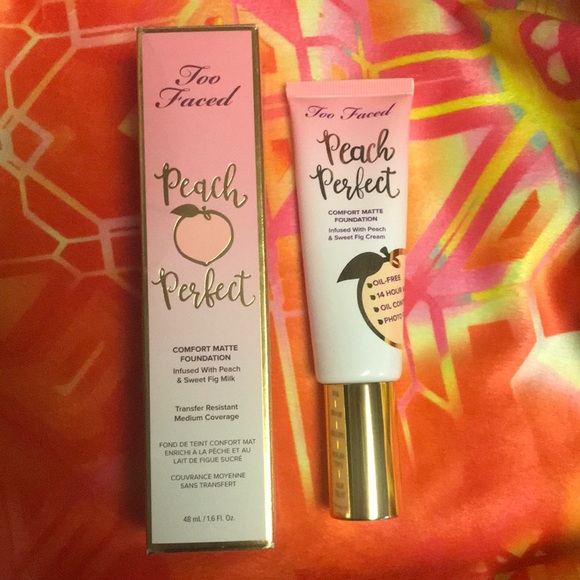 Too
Faced
Peach
Perfect
COMFORT MATTE
FOUNDATION
Infused With Peach
& Sweet Fig Milk
Transfer Resistant
Medium Coverage
FOND DE TEINT CONFORT MAT
ENRICHI À LA PÊCHE ET AU
LAIT DE FIGUE SUCRÉ
COUVRANCE MOYENNE
SANS TRANSFERT
48 ml / 1.6 Fl. Oz.
Too Faced
Peach
Perfect
COMFORT MATTE
FOUNDATION
Infused With Peach
& Sweet Fig Cream
OIL-FREE
14 HOUR
OIL CON
PHOTO